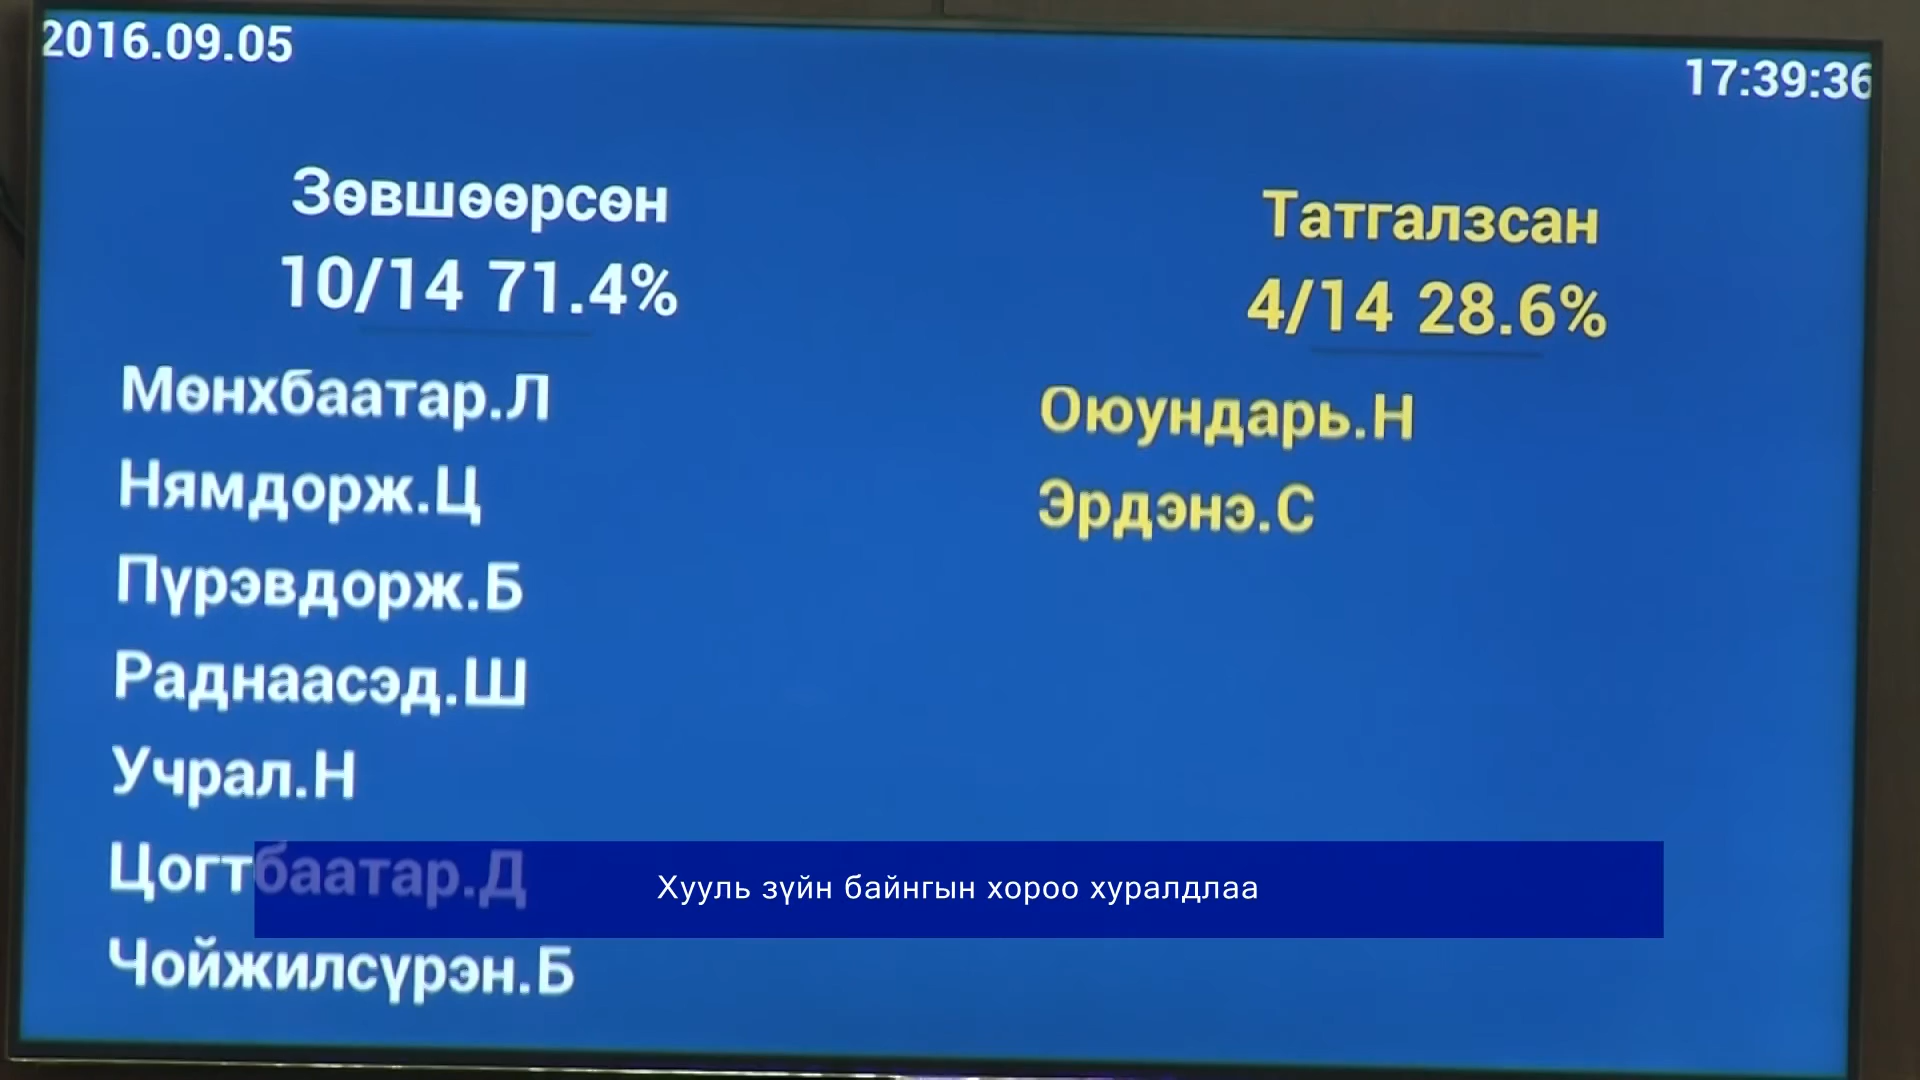 2016.09.05
17:39:36
Зөвшөөрсөн
10/14 71.4%
Мөнхбаатар.Л
Нямдорж.Ц
Пүрэвдорж.Б
Раднаасэд.Ш
Учрал.Н
Цогтбаатар.Д
Чойжилсүрэн.Б
Татгалзсан
4/14 28.6%
Оюундарь.Н
Эрдэнэ.С
Хууль зүйн байнгын хороо хуралдлаа